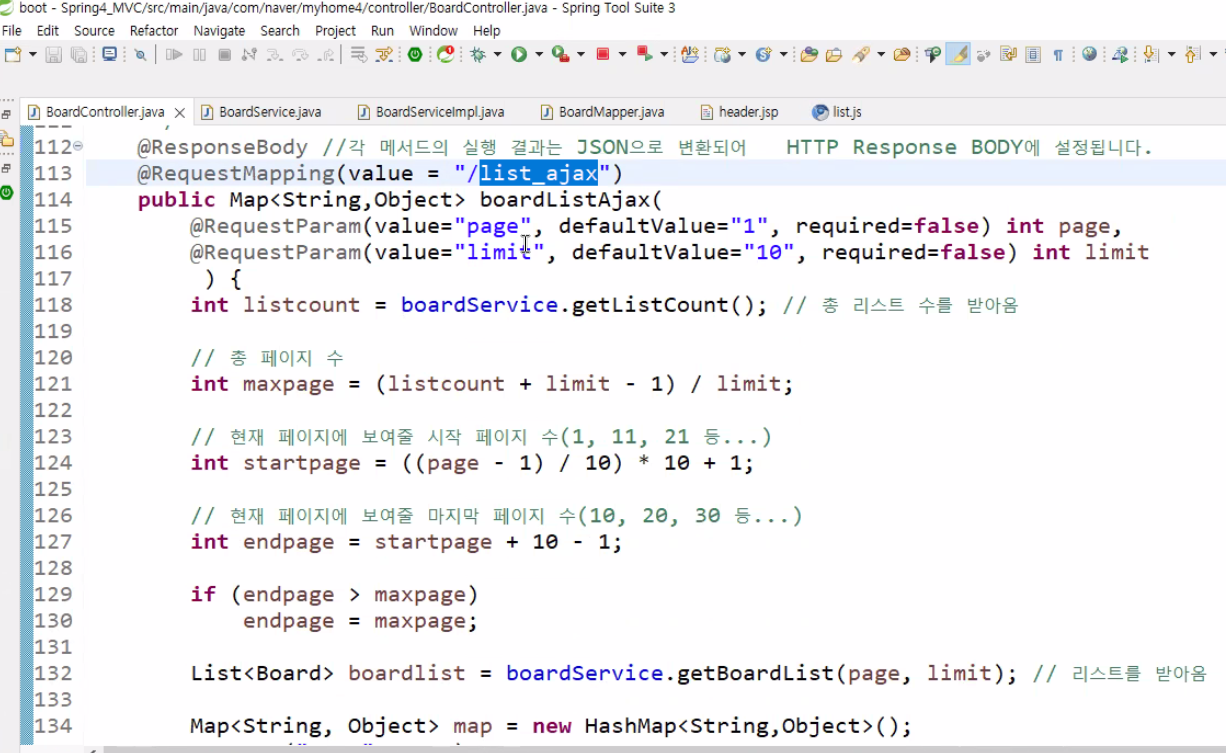 boot - Spring4_MVC/src/main/java/com/naver/myhome4/controller/BoardController.java - Spring Tool Suite 3
File Edit Source Refactor Navigate Search Project Run Window Help
BoardController.java BoardService.java BoardServiceImpl.java BoardMapper.java header.jsp list.js
112 @ResponseBody //각 메서드의 실행 결과는 JSON으로 변환되어 HTTP Response BODY에 설정됩니다.
113 @RequestMapping(value = "/list_ajax")
114 public Map<String,Object> boardListAjax(
115 @RequestParam(value="page", defaultValue="1", required=false) int page,
116 @RequestParam(value="limit", defaultValue="10", required=false) int limit
117 ) {
118 int listcount = boardService.getListCount(); // 총 리스트 수를 받아옴
119
120 // 총 페이지 수
121 int maxpage = (listcount + limit - 1) / limit;
122
123 // 현재 페이지에 보여줄 시작 페이지 수(1, 11, 21 등...)
124 int startpage = ((page - 1) / 10) * 10 + 1;
125
126 // 현재 페이지에 보여줄 마지막 페이지 수(10, 20, 30 등...)
127 int endpage = startpage + 10 - 1;
128
129 if (endpage > maxpage)
130 endpage = maxpage;
131
132 List<Board> boardlist = boardService.getBoardList(page, limit); // 리스트를 받아옴
133
134 Map<String, Object> map = new HashMap<String,Object>();